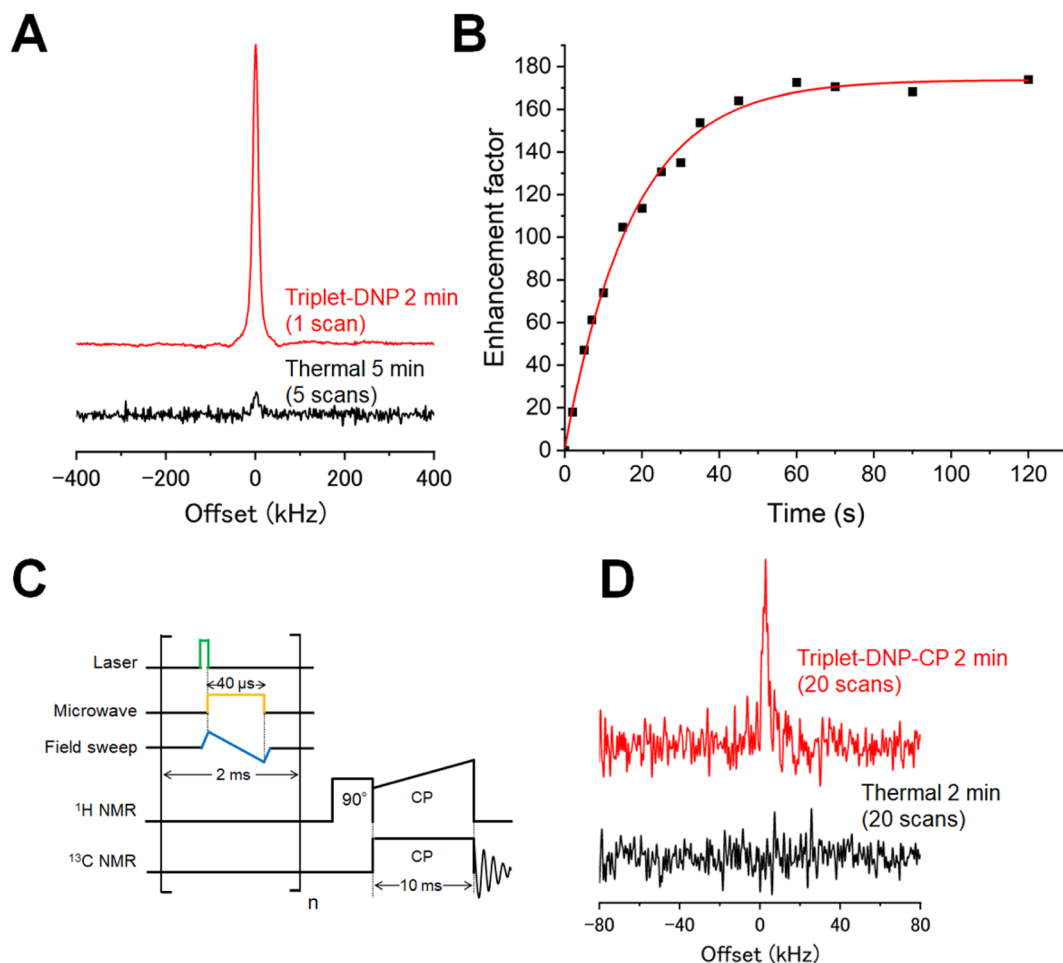 A
Triplet-DNP 2 min
(1 scan)
Thermal 5 min
(5 scans)
−400 −200 0 200 400
Offset (kHz)
B
Enhancement factor
180
160
140
120
100
80
60
40
20
0
0 20 40 60 80 100 120
Time (s)
C
Laser
40 μs
Microwave
Field sweep
2 ms
¹H NMR
90° CP
¹³C NMR
CP
10 ms
n
D
Triplet-DNP-CP 2 min
(20 scans)
Thermal 2 min
(20 scans)
−80 −40 0 40 80
Offset (kHz)